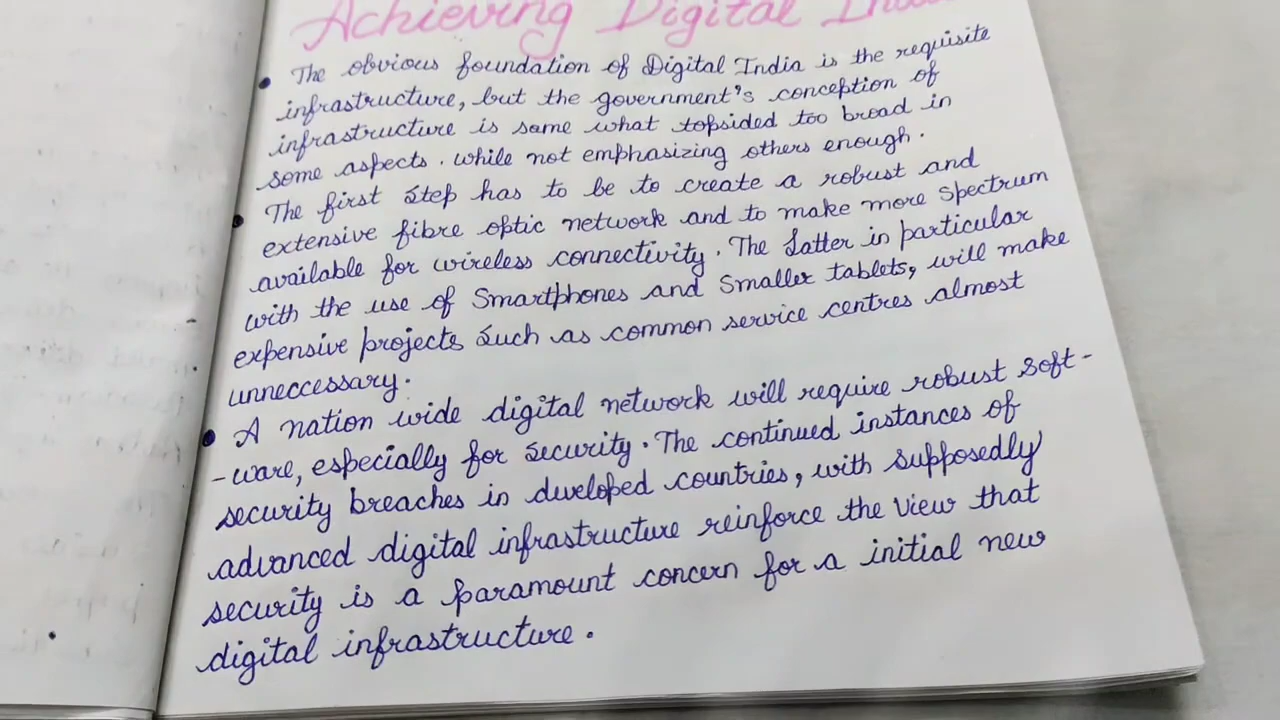 Achieving Digital India
• The obvious foundation of Digital India is the requisite
infrastructure, but the government's conception of
infrastructure is some what topsided too broad in
some aspects. while not emphasizing others enough.
• The first step has to be to create a robust and
extensive fibre optic network and to make more spectrum
available for wireless connectivity. The latter in particular
with the use of smartphones and smaller tablets, will make
expensive projects such as common service centres almost
unneccessary.
• A nation wide digital network will require robust soft-
-ware, especially for security. The continued instances of
security breaches in dveloped countries, with supposedly
advanced digital infrastructure reinforce the view that
security is a paramount concern for a initial new
digital infrastructure.